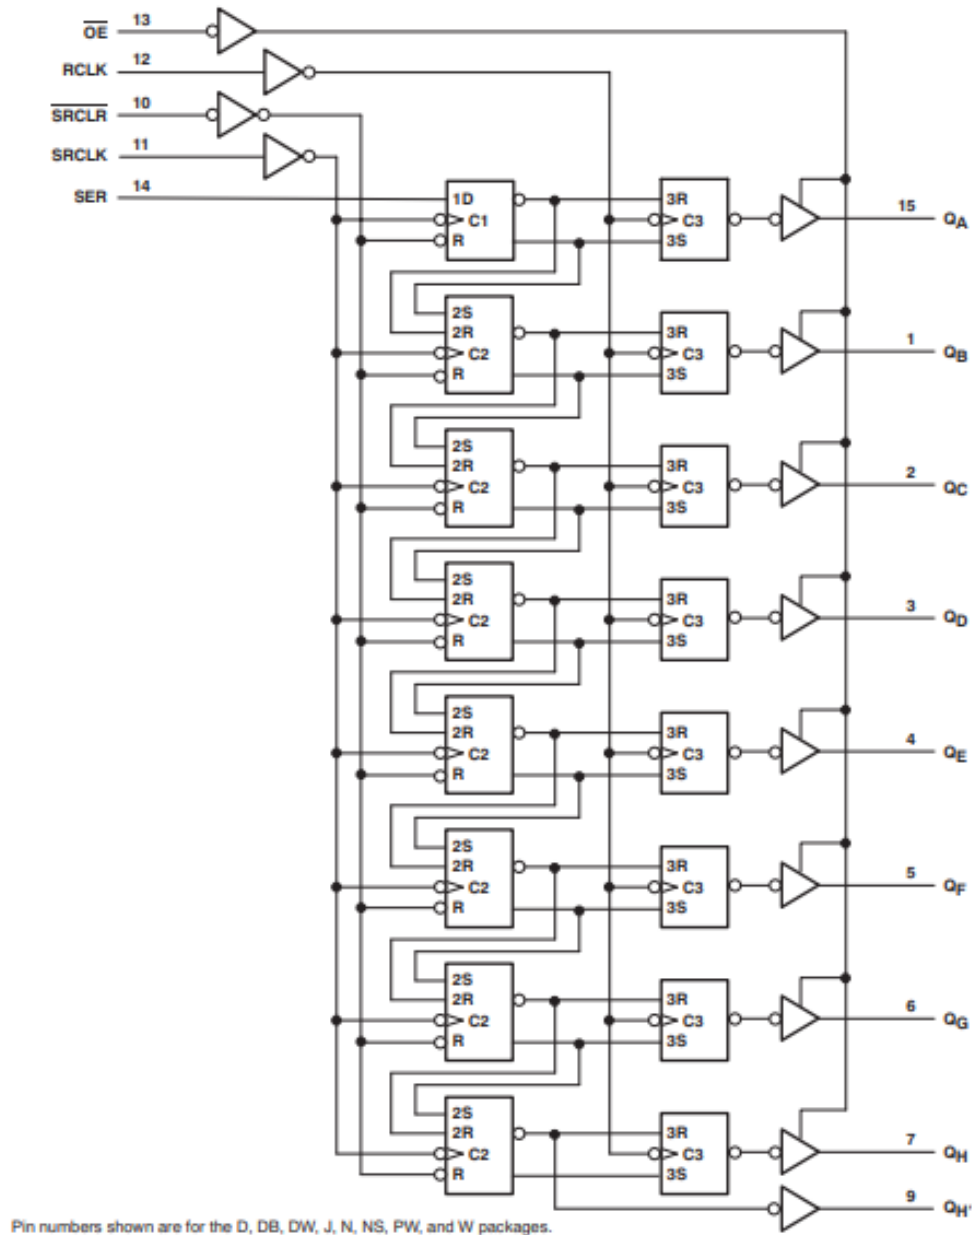 OE 13
RCLK 12
SRCLR 10
SRCLK 11
SER 14
1D 3R
C1 C3 15 QA
R 3S
2S
2R 3R
C2 C3 1 QB
R 3S
2S
2R 3R
C2 C3 2 QC
R 3S
2S
2R 3R
C2 C3 3 QD
R 3S
2S
2R 3R
C2 C3 4 QE
R 3S
2S
2R 3R
C2 C3 5 QF
R 3S
2S
2R 3R
C2 C3 6 QG
R 3S
2S
2R 3R
C2 C3 7 QH
R 3S
9 QH'
Pin numbers shown are for the D, DB, DW, J, N, NS, PW, and W packages.